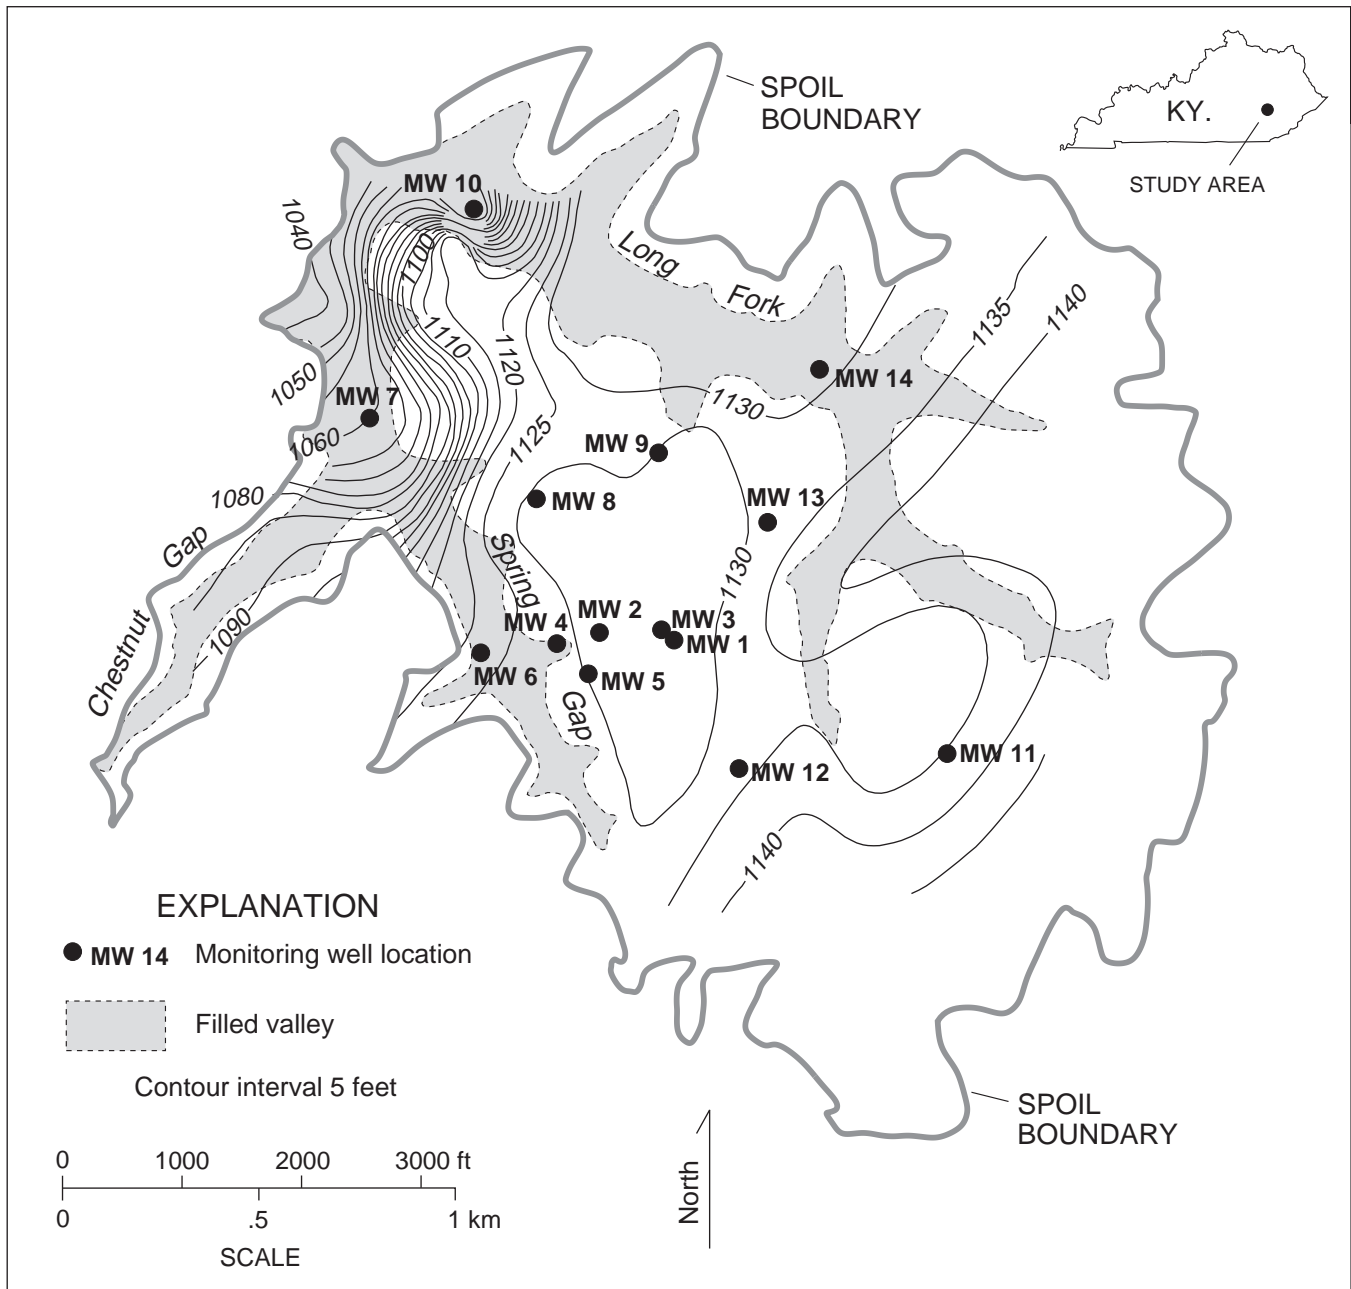 SPOIL
BOUNDARY
KY.
STUDY AREA
MW 10
1040
1100
Long
Fork
1135
1140
1110
1120
1050
MW 7
MW 14
1130
1125
1060
MW 9
1080
MW 8
MW 13
Chestnut Gap
Spring
Gap
1130
1090
MW 2
MW 3
MW 4
MW 1
MW 6
MW 5
MW 11
MW 12
1140
EXPLANATION
MW 14 Monitoring well location
Filled valley
Contour interval 5 feet
SPOIL
BOUNDARY
0 1000 2000 3000 ft
0 .5 1 km
SCALE
North